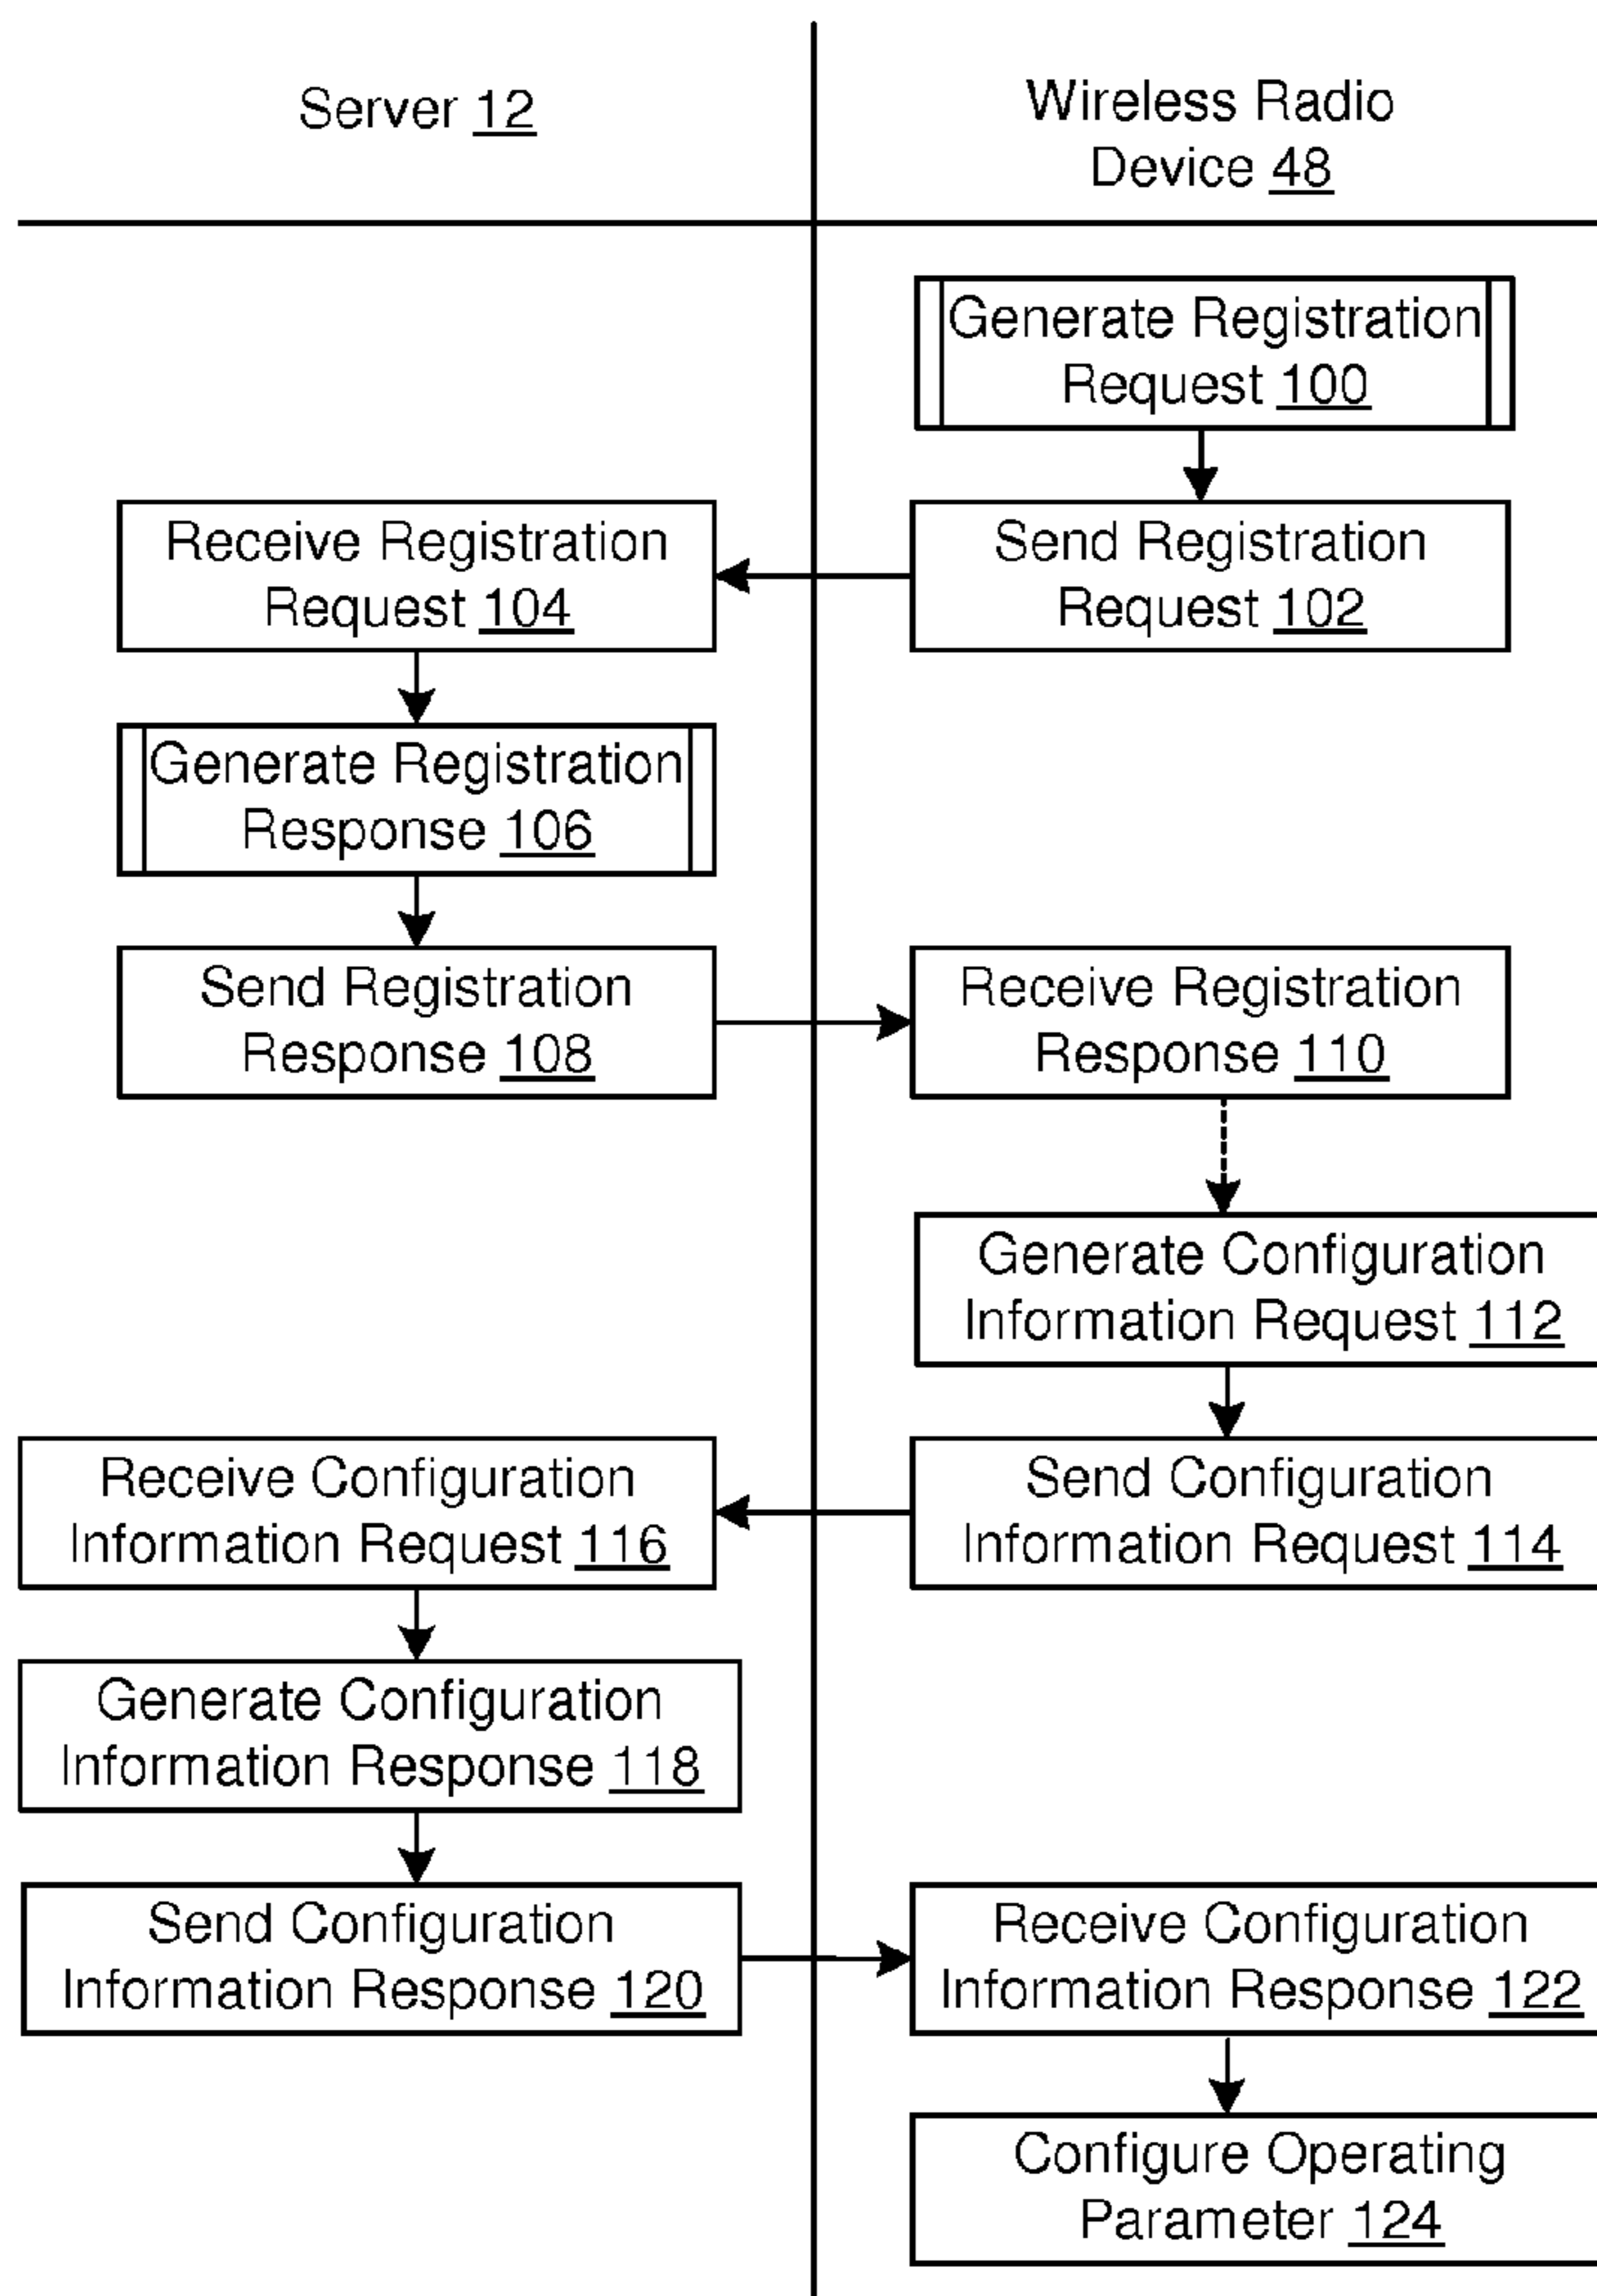 Server 12
Wireless Radio
Device 48
Generate Registration
Request 100
Send Registration
Request 102
Receive Registration
Request 104
Generate Registration
Response 106
Send Registration
Response 108
Receive Registration
Response 110
Generate Configuration
Information Request 112
Send Configuration
Information Request 114
Receive Configuration
Information Request 116
Generate Configuration
Information Response 118
Send Configuration
Information Response 120
Receive Configuration
Information Response 122
Configure Operating
Parameter 124